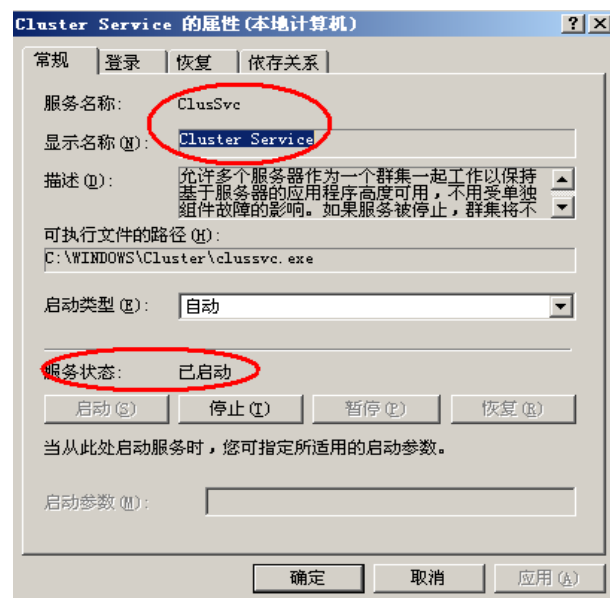 Cluster Service 的属性(本地计算机)
常规 登录 恢复 依存关系
服务名称: ClusSvc
显示名称(N): Cluster Service
描述(D): 允许多个服务器作为一个群集一起工作以保持
基于服务器的应用程序高度可用，不用受单独
组件故障的影响。如果服务被停止，群集将不
可执行文件的路径(H):
C:\WINDOWS\Cluster\clussvc.exe
启动类型(E): 自动
服务状态: 已启动
启动(S) 停止(T) 暂停(P) 恢复(R)
当从此处启动服务时，您可指定所适用的启动参数。
启动参数(M):
确定 取消 应用(A)